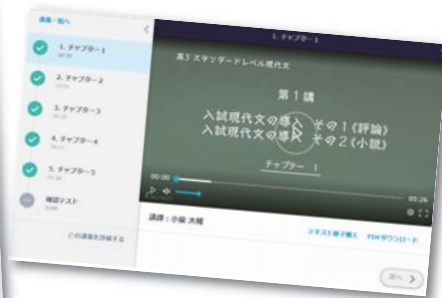 講座一覧へ
1. チャプター1
2. チャプター2
3. チャプター3
4. チャプター4
5. チャプター5
確認テスト
この講座を評価する
1. チャプター1
高3 スタンダードレベル現代文
第1講
入試現代文の導入 その1《評論》
入試現代文の導入 その2《小説》
チャプター 1
00:00
05:26
講師:小柴 大輔
テキスト冊子購入 PDFダウンロード
次へ